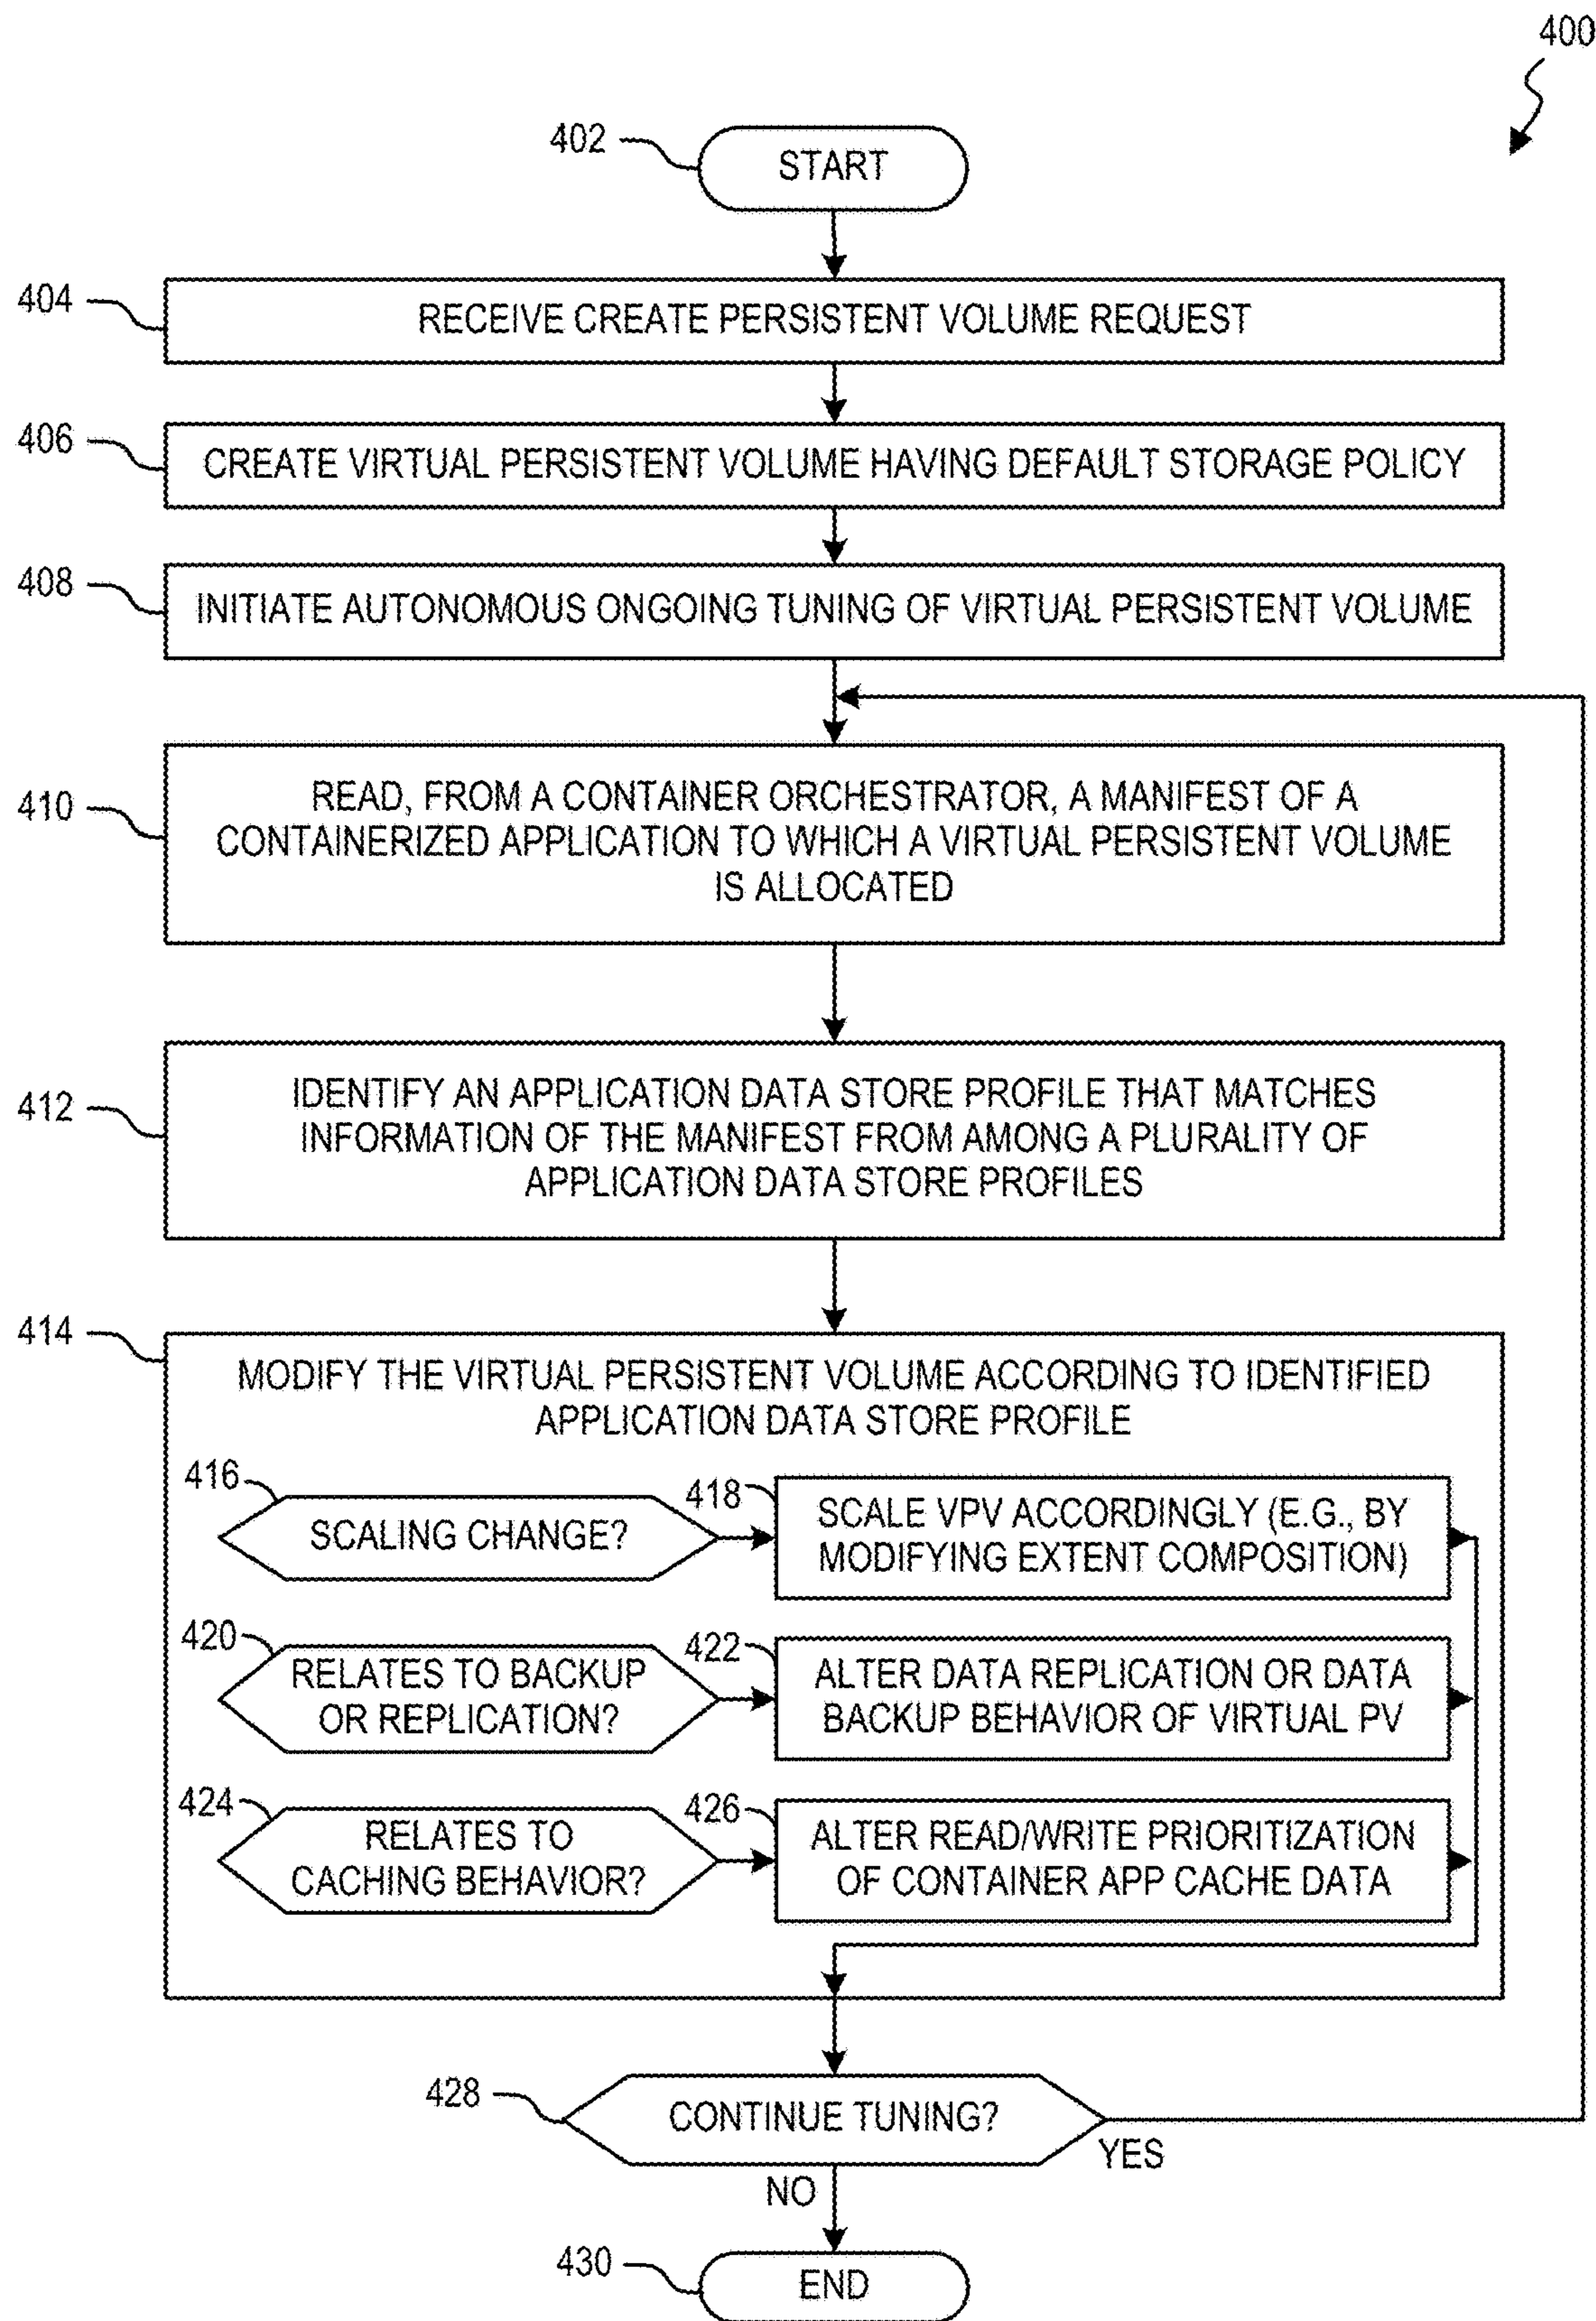 400
402
START
404
RECEIVE CREATE PERSISTENT VOLUME REQUEST
406
CREATE VIRTUAL PERSISTENT VOLUME HAVING DEFAULT STORAGE POLICY
408
INITIATE AUTONOMOUS ONGOING TUNING OF VIRTUAL PERSISTENT VOLUME
410
READ, FROM A CONTAINER ORCHESTRATOR, A MANIFEST OF A
CONTAINERIZED APPLICATION TO WHICH A VIRTUAL PERSISTENT VOLUME
IS ALLOCATED
412
IDENTIFY AN APPLICATION DATA STORE PROFILE THAT MATCHES
INFORMATION OF THE MANIFEST FROM AMONG A PLURALITY OF
APPLICATION DATA STORE PROFILES
414
MODIFY THE VIRTUAL PERSISTENT VOLUME ACCORDING TO IDENTIFIED
APPLICATION DATA STORE PROFILE
416
SCALING CHANGE?
418
SCALE VPV ACCORDINGLY (E.G., BY
MODIFYING EXTENT COMPOSITION)
420
RELATES TO BACKUP
OR REPLICATION?
422
ALTER DATA REPLICATION OR DATA
BACKUP BEHAVIOR OF VIRTUAL PV
424
RELATES TO
CACHING BEHAVIOR?
426
ALTER READ/WRITE PRIORITIZATION
OF CONTAINER APP CACHE DATA
428
CONTINUE TUNING?
YES
NO
430
END